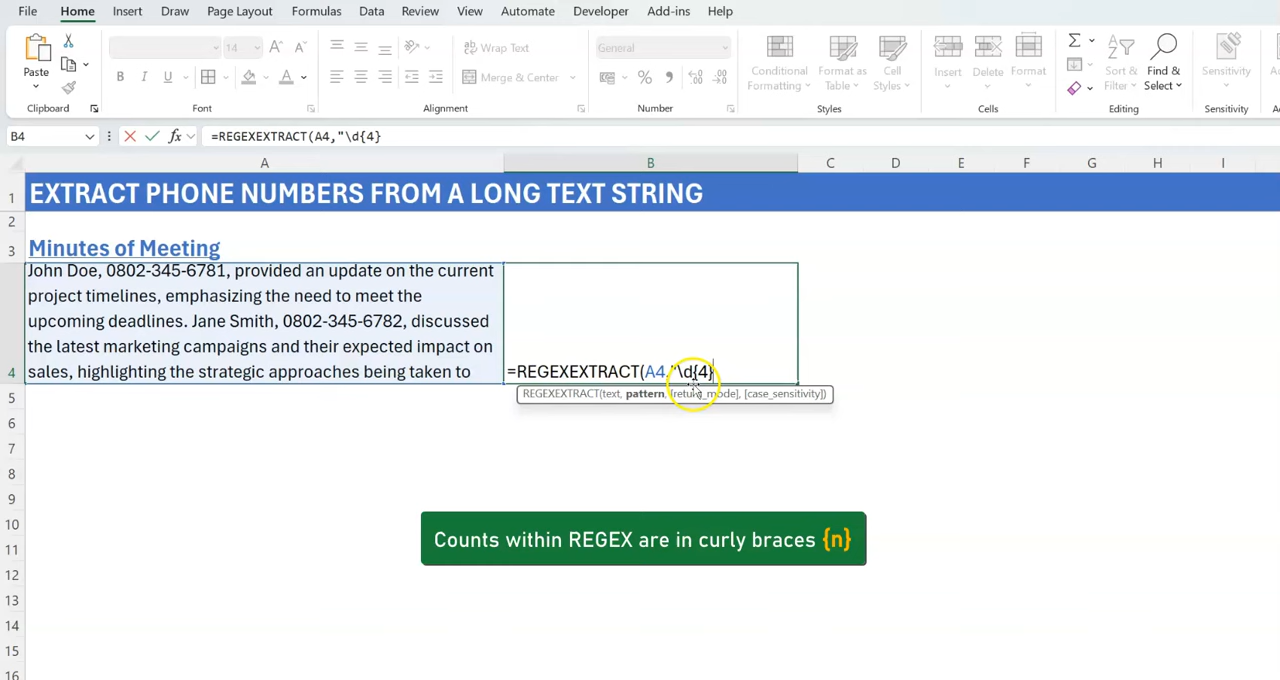 File Home Insert Draw Page Layout Formulas Data Review View Automate Developer Add-ins Help
14 A A Wrap Text General
Paste B I U A Merge & Center % Conditional Formatting Format as Table Cell Styles Insert Delete Format Sort & Filter Find & Select Sensitivity
Clipboard Font Alignment Number Styles Cells Editing Sensitivity
B4 fx =REGEXEXTRACT(A4,"\d{4}
A B C D E F G H I
1 EXTRACT PHONE NUMBERS FROM A LONG TEXT STRING
2
3 Minutes of Meeting
John Doe, 0802-345-6781, provided an update on the current
project timelines, emphasizing the need to meet the
upcoming deadlines. Jane Smith, 0802-345-6782, discussed
the latest marketing campaigns and their expected impact on
4 sales, highlighting the strategic approaches being taken to =REGEXEXTRACT(A4,"\d{4}
5 REGEXEXTRACT(text, pattern, [return_mode], [case_sensitivity])
6
7
8
9
10 Counts within REGEX are in curly braces {n}
11
12
13
14
15
16